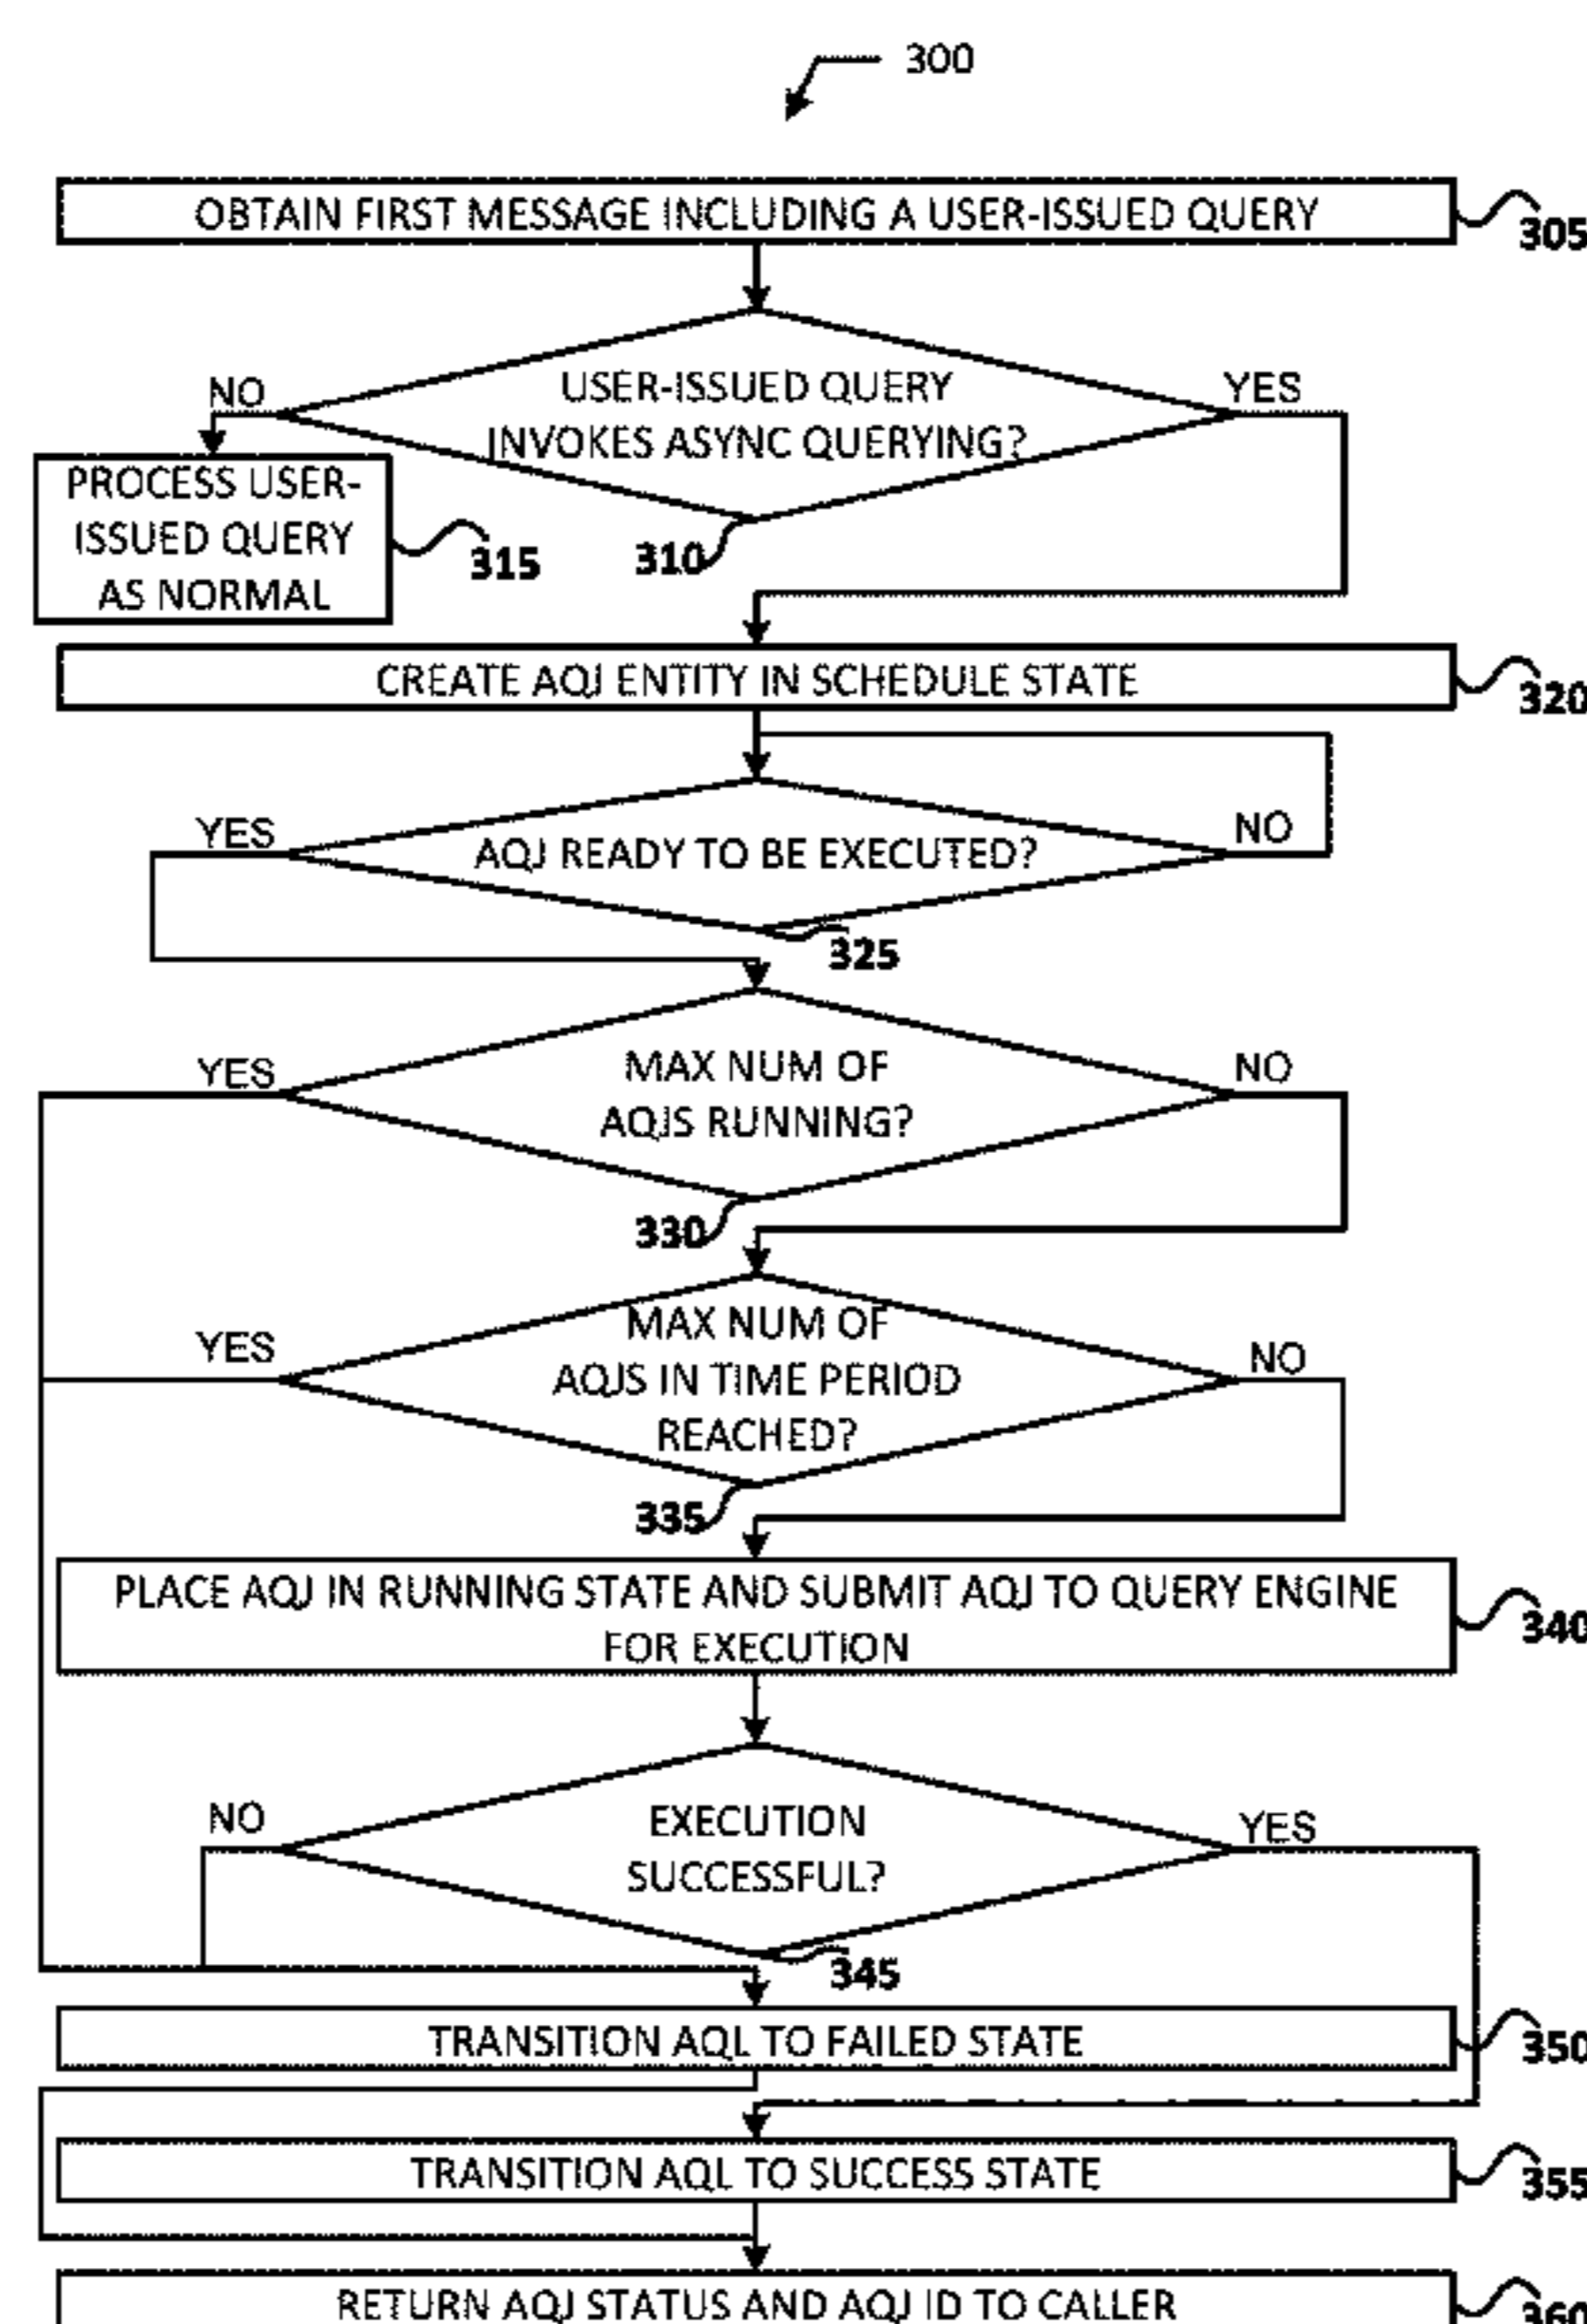 300
OBTAIN FIRST MESSAGE INCLUDING A USER-ISSUED QUERY
305
NO
USER-ISSUED QUERY
INVOKES ASYNC QUERYING?
YES
310
PROCESS USER-
ISSUED QUERY
AS NORMAL
315
CREATE AQJ ENTITY IN SCHEDULE STATE
320
YES
AQJ READY TO BE EXECUTED?
NO
325
YES
MAX NUM OF
AQJS RUNNING?
NO
330
YES
MAX NUM OF
AQJS IN TIME PERIOD
REACHED?
NO
335
PLACE AQJ IN RUNNING STATE AND SUBMIT AQJ TO QUERY ENGINE
FOR EXECUTION
340
NO
EXECUTION
SUCCESSFUL?
YES
345
TRANSITION AQL TO FAILED STATE
350
TRANSITION AQL TO SUCCESS STATE
355
RETURN AQJ STATUS AND AQJ ID TO CALLER
360